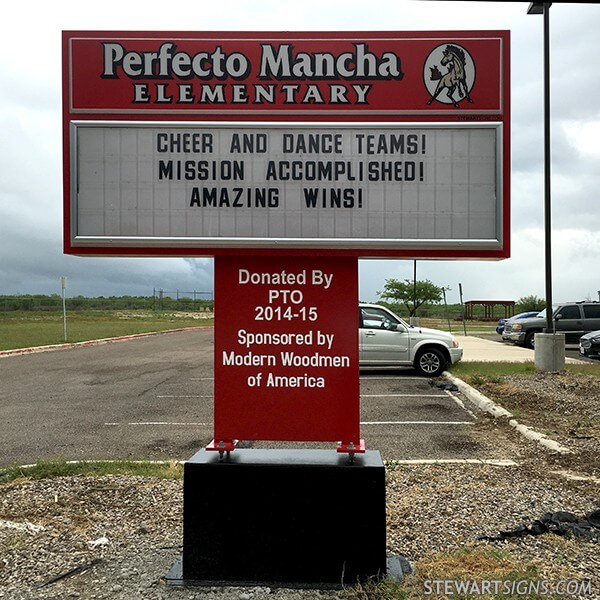 Perfecto Mancha
ELEMENTARY
CHEER AND DANCE TEAMS!
MISSION ACCOMPLISHED!
AMAZING WINS!
Donated By
PTO
2014-15
Sponsored by
Modern Woodmen
of America
STEWARTSIGNS.COM